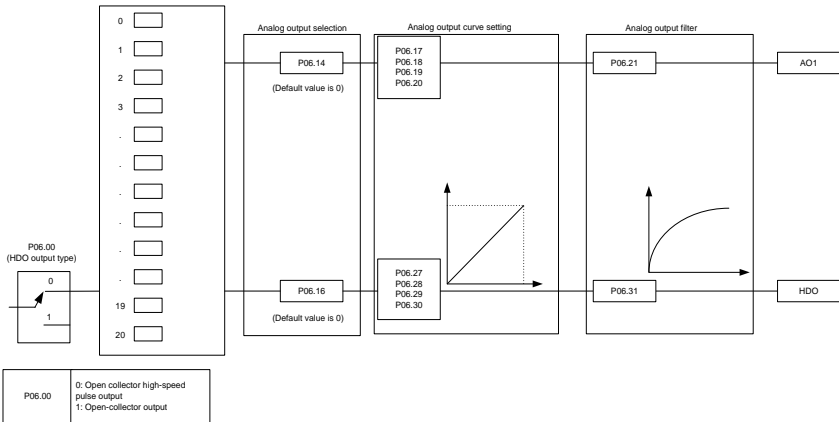 0
1
2
3
.
.
.
.
.
.
19
20
P06.00
(HDO output type)
0
1
Analog output selection
P06.14
(Default value is 0)
P06.16
(Default value is 0)
Analog output curve setting
P06.17
P06.18
P06.19
P06.20
P06.27
P06.28
P06.29
P06.30
Analog output filter
P06.21
P06.31
AO1
HDO
P06.00
0: Open collector high-speed
pulse output
1: Open-collector output